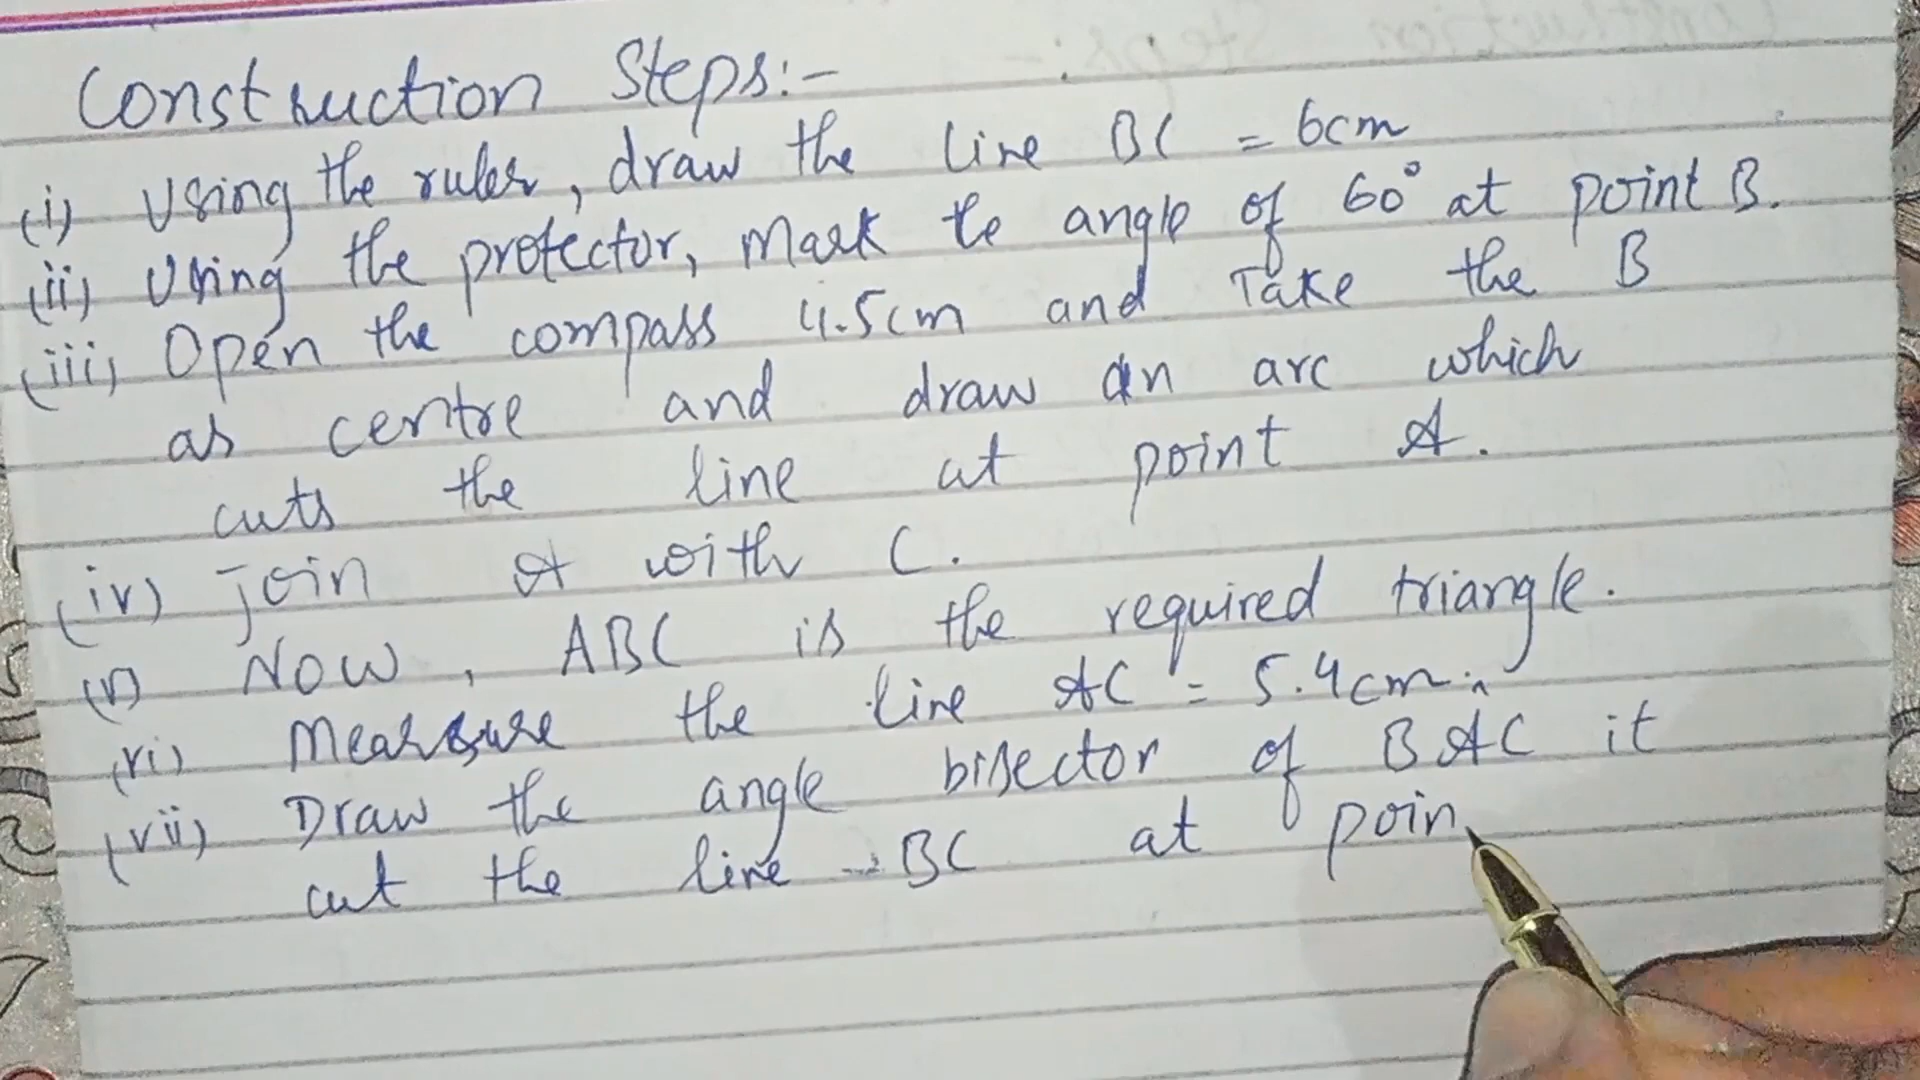 Construction Steps:-
(i) Using the ruler, draw the line BC = 6cm
(ii) Using the protector, Mark te angle of 60° at point B.
(iii) Open the compass 4.5cm and Take the B
as centre and draw an arc which
cuts the line at point A.
(iv) Join A with C.
(v) Now, ABC is the required triangle.
(vi) Measure the line AC = 5.4cm.
(vii) Draw the angle bisector of BAC it
cut the line BC at poin